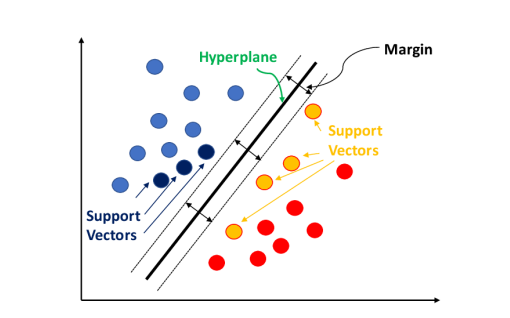 Margin
Hyperplane
Support
Vectors
Support
Vectors